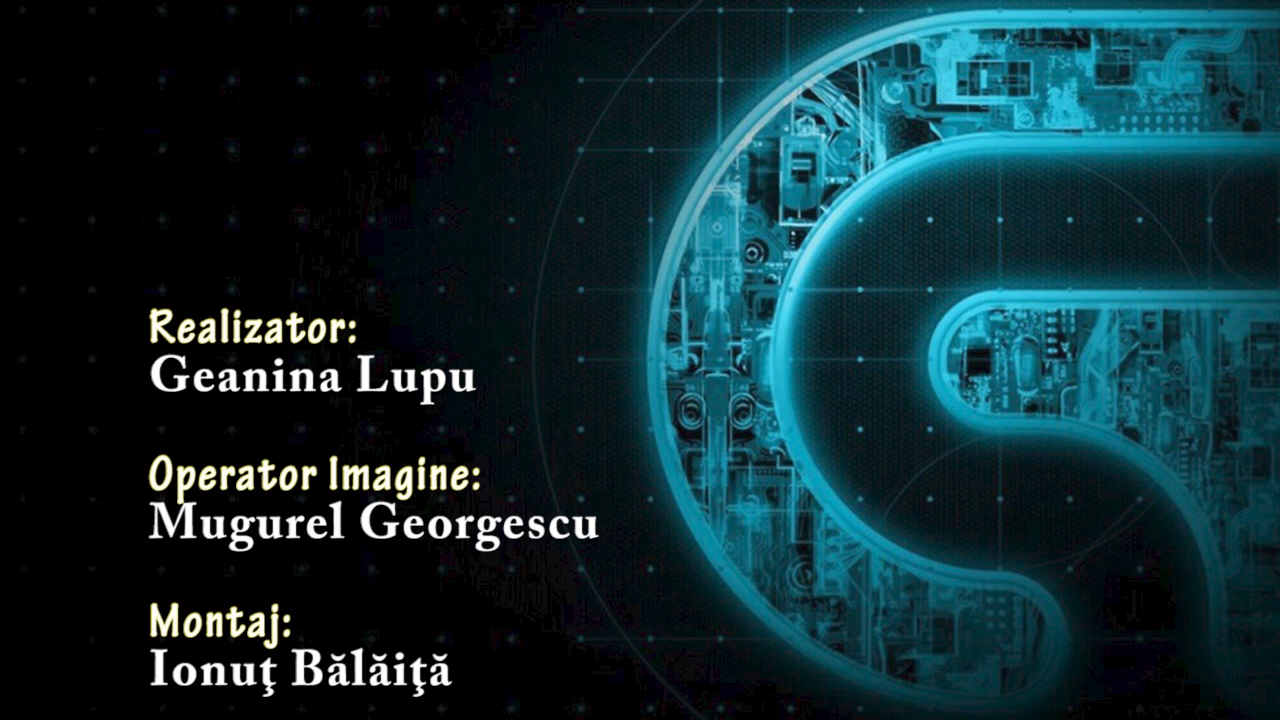 Realizator:
Geanina Lupu
Operator Imagine:
Mugurel Georgescu
Montaj:
Ionuţ Bălăiţă